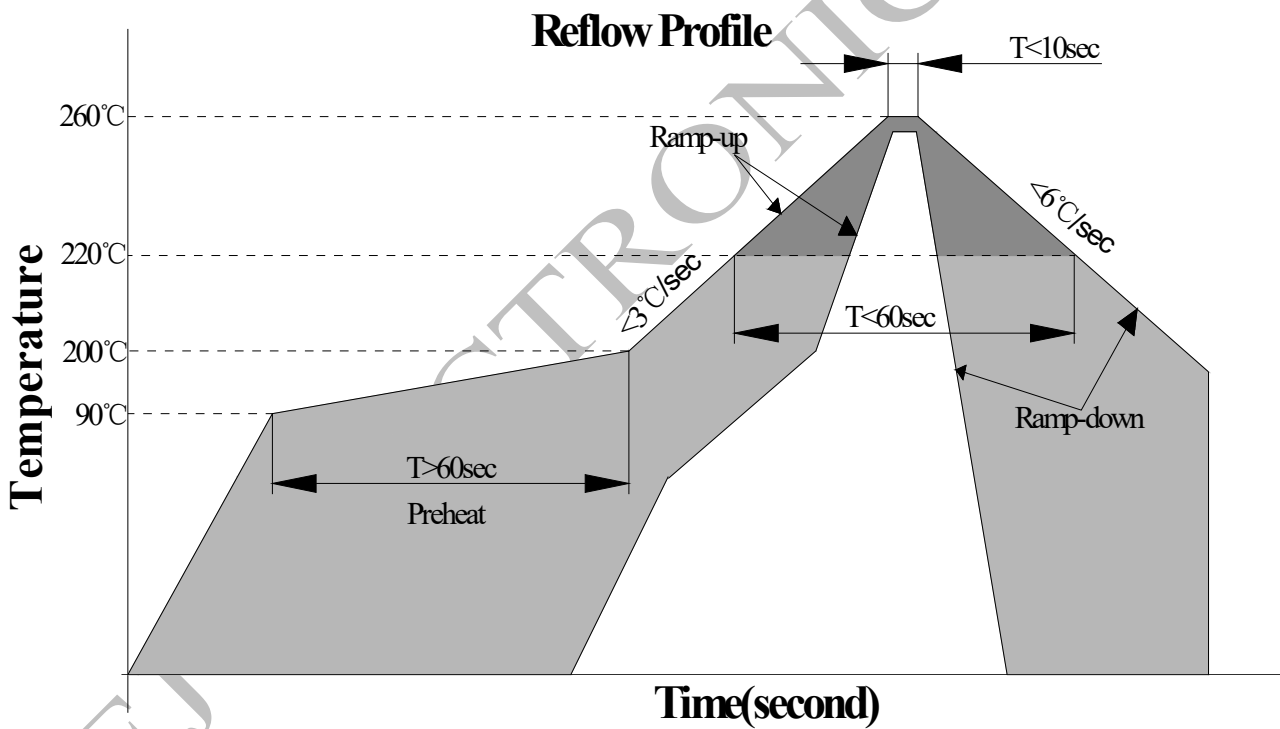 Reflow Profile
T<10sec
260℃
Ramp-up
<6℃/sec
220℃
<3℃/sec
T<60sec
200℃
90℃
Ramp-down
T>60sec
Preheat
Temperature
Time(second)
CTRONIC